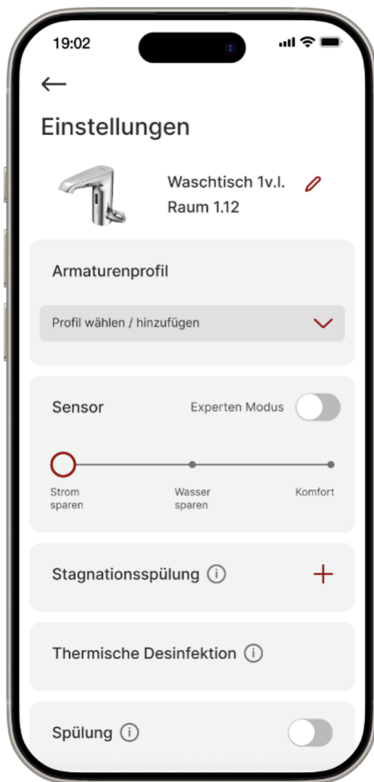 19:02
Einstellungen
Waschtisch 1v.l.
Raum 1.12
Armaturenprofil
Profil wählen / hinzufügen
Sensor
Experten Modus
Strom
sparen
Wasser
sparen
Komfort
Stagnationsspülung
Thermische Desinfektion
Spülung